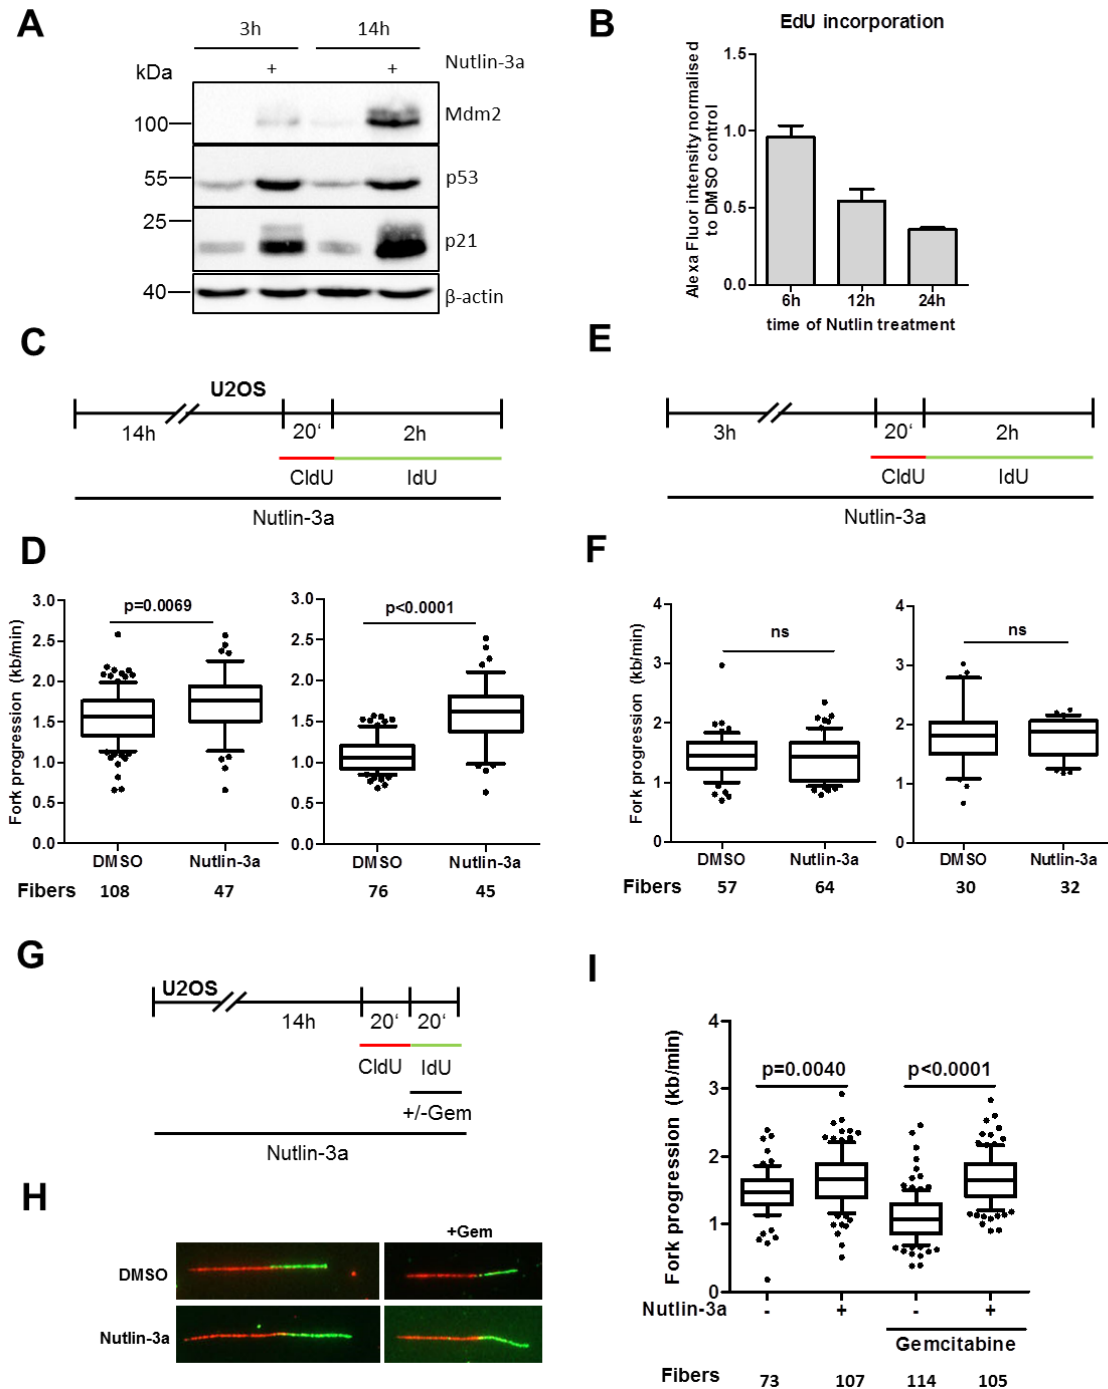 A
3h 14h
+ + Nutlin-3a
kDa
100 Mdm2
55 p53
25
p21
40 β-actin
B
EdU incorporation
Alexa Fluor intensity normalised
to DMSO control
1.5
1.0
0.5
0.0
6h 12h 24h
time of Nutlin treatment
C
U2OS
14h 20‘ 2h
CldU IdU
Nutlin-3a
E
3h 20‘ 2h
CldU IdU
Nutlin-3a
D
Fork progression (kb/min)
3.0
2.5
2.0
1.5
1.0
0.5
0.0
p=0.0069
DMSO Nutlin-3a
3.0
2.5
2.0
1.5
1.0
0.5
0.0
p<0.0001
DMSO Nutlin-3a
Fibers 108 47 76 45
F
Fork progression (kb/min)
4
3
2
1
0
ns
DMSO Nutlin-3a
4
3
2
1
0
ns
DMSO Nutlin-3a
Fibers 57 64 30 32
G
U2OS
14h 20‘ 20‘
CldU IdU
+/-Gem
Nutlin-3a
H
+Gem
DMSO
Nutlin-3a
I
Fork progression (kb/min)
4
3
2
1
0
p=0.0040 p<0.0001
Nutlin-3a - + - +
Gemcitabine
Fibers 73 107 114 105